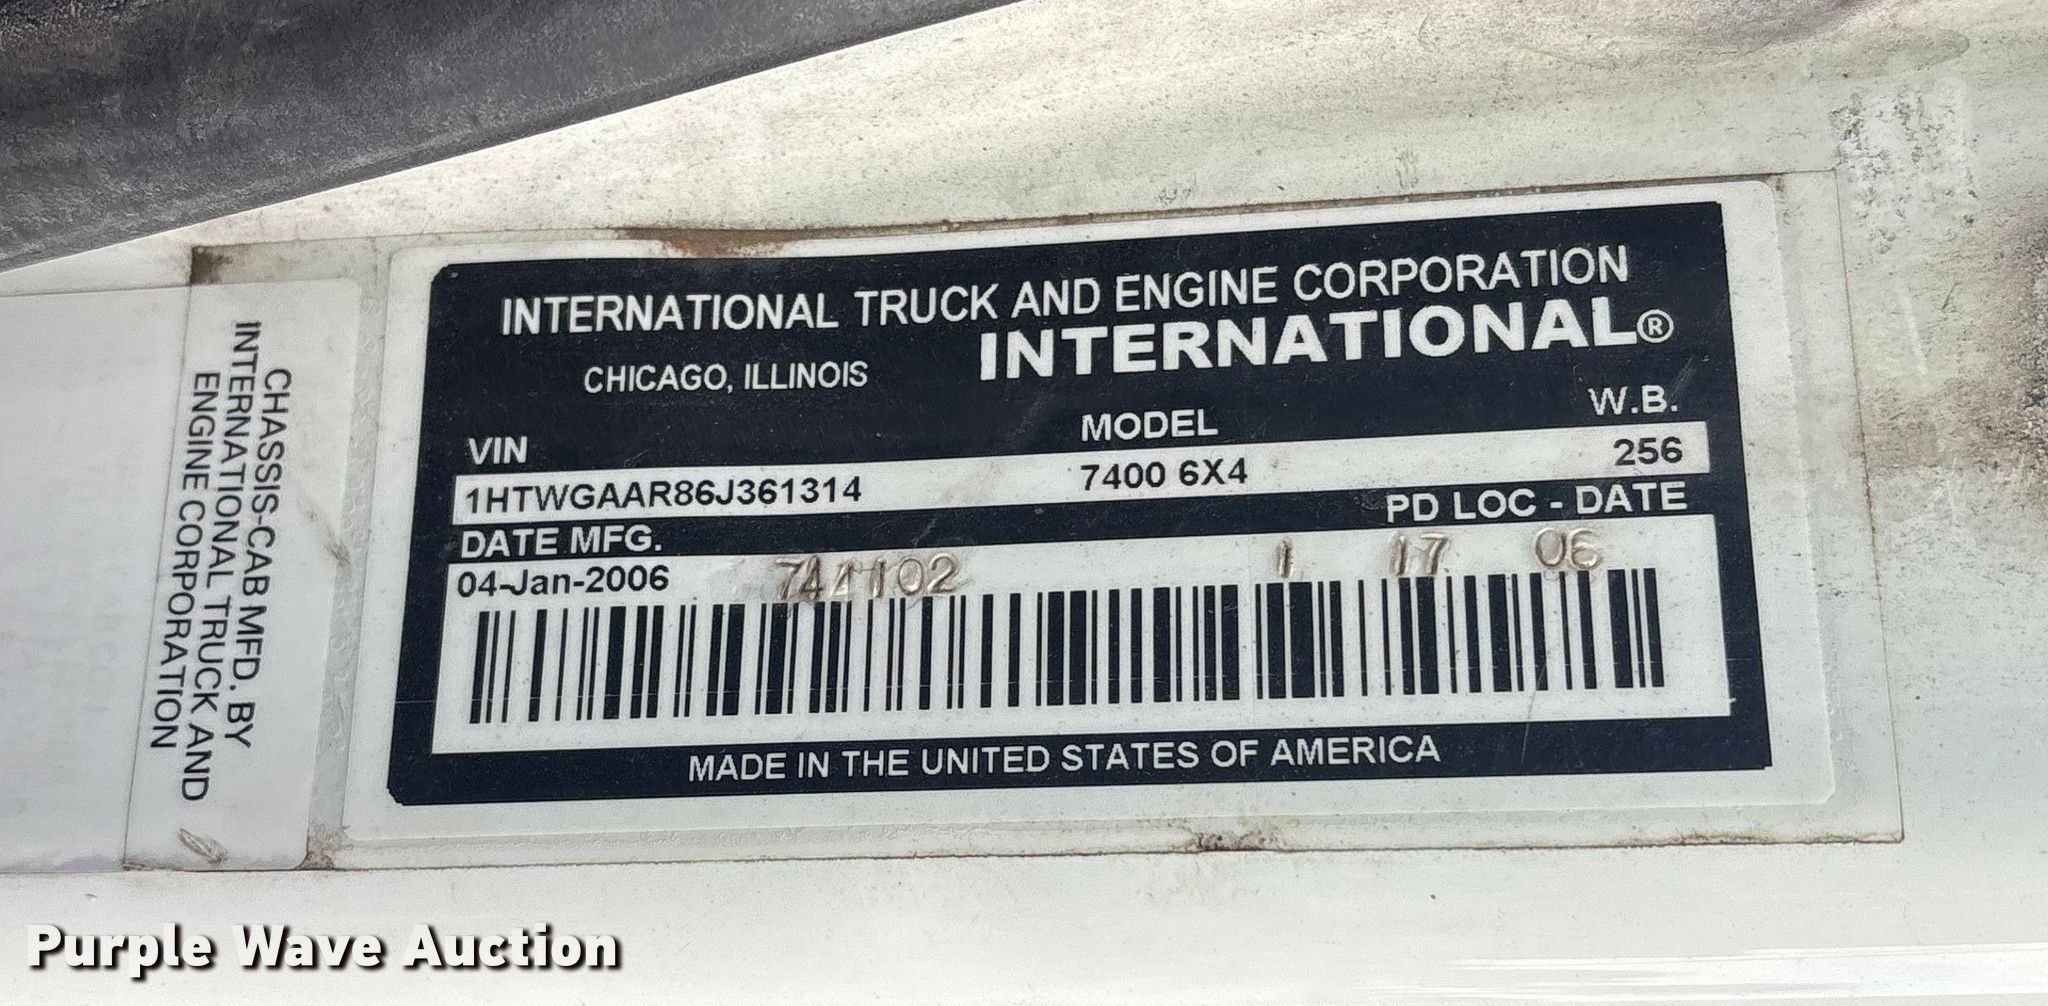 INTERNATIONAL TRUCK AND ENGINE CORPORATION
CHICAGO, ILLINOIS
INTERNATIONAL®
VIN MODEL W.B.
1HTWGAAR86J361314 7400 6X4 256
DATE MFG. PD LOC - DATE
04-Jan-2006 1 17 06
MADE IN THE UNITED STATES OF AMERICA
CHASSIS-CAB MFD. BY
INTERNATIONAL TRUCK AND
ENGINE CORPORATION
Purple Wave Auction